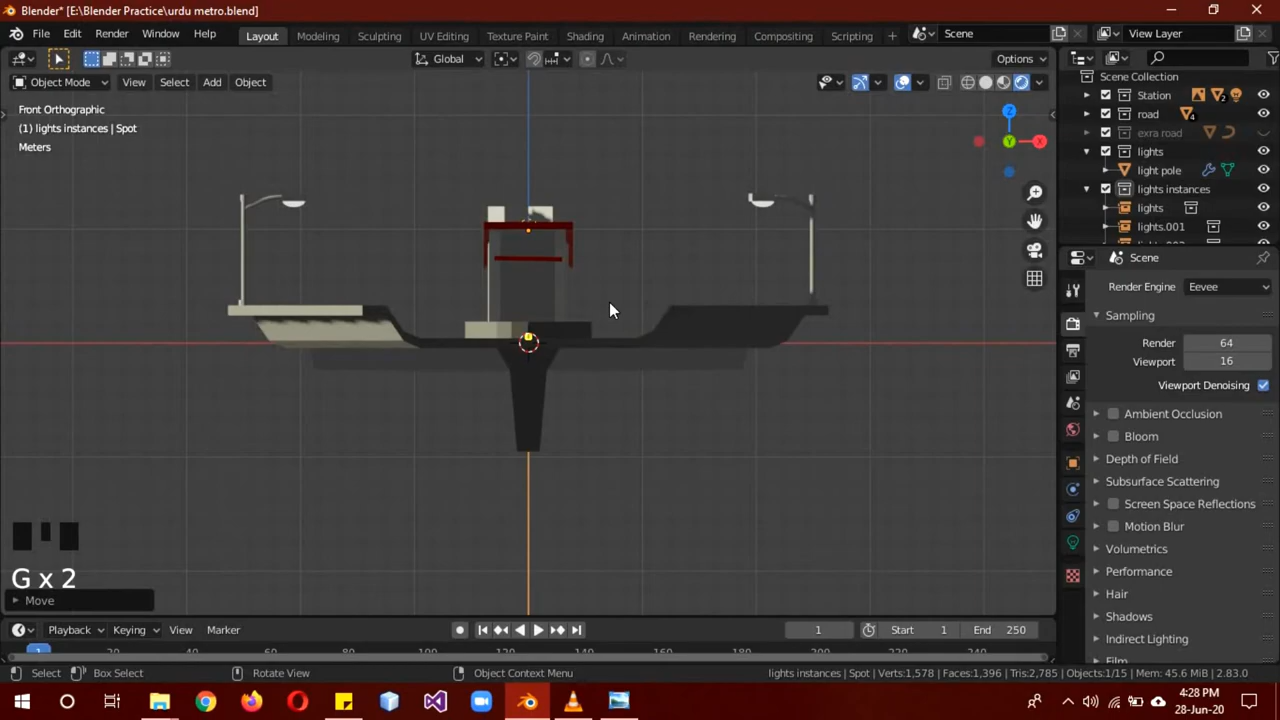 Blender* [E:\Blender Practice\urdu metro.blend]
File Edit Render Window Help Layout Modeling Sculpting UV Editing Texture Paint Shading Animation Rendering Compositing Scripting + Scene View Layer
Global Options
Object Mode View Select Add Object
Scene Collection
Station
road
exra road
lights
light pole
lights instances
lights
lights.001
Front Orthographic
(1) lights instances | Spot
Meters
Z
Y
X
Scene
Render Engine Eevee
Sampling
Render 64
Viewport 16
Viewport Denoising
Ambient Occlusion
Bloom
Depth of Field
Subsurface Scattering
Screen Space Reflections
Motion Blur
Volumetrics
Performance
Hair
Shadows
Indirect Lighting
G x 2
Move
Playback Keying View Marker 1 Start 1 End 250
Select Box Select Rotate View Object Context Menu lights instances | Spot | Verts:1,578 | Faces:1,396 | Tris:2,785 | Objects:1/15 | Mem: 45.6 MiB | 2.83.0
4:28 PM
28-Jun-20